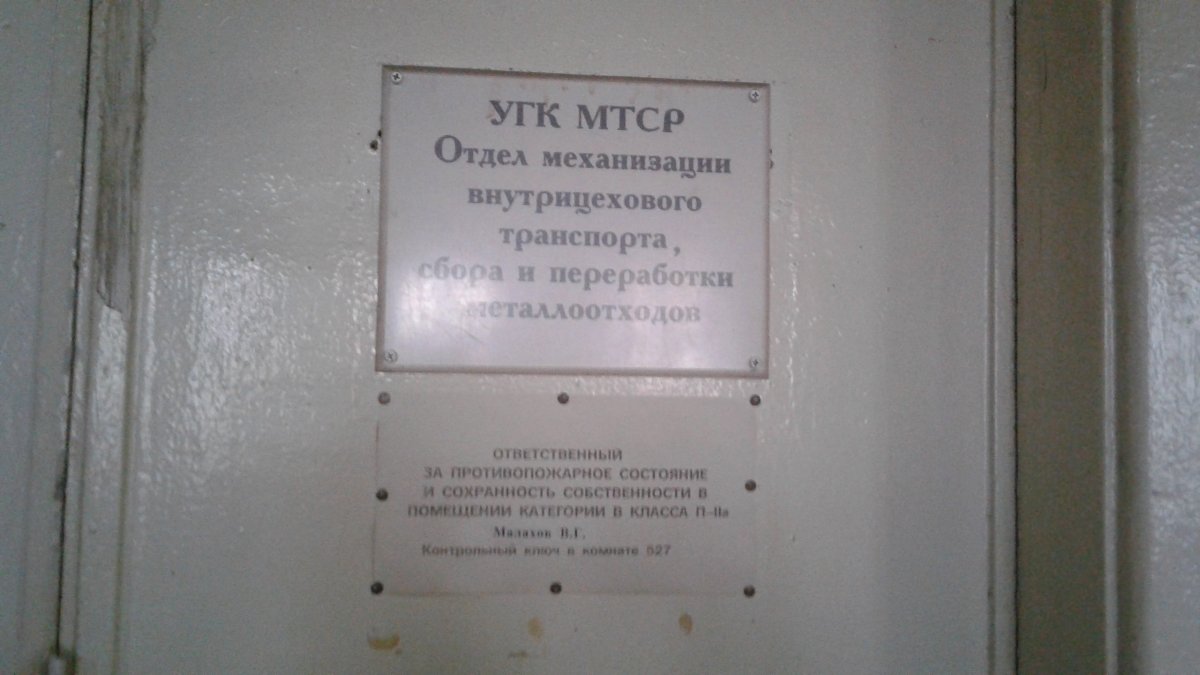 УГК МТСР
Отдел механизации
внутрицехового
транспорта,
сбора и переработки
металлоотходов
ОТВЕТСТВЕННЫЙ
ЗА ПРОТИВОПОЖАРНОЕ СОСТОЯНИЕ
И СОХРАННОСТЬ СОБСТВЕННОСТИ В
ПОМЕЩЕНИИ КАТЕГОРИИ В КЛАССА П-IIа
Малахов В.Г.
Контрольный ключ в комнате 527